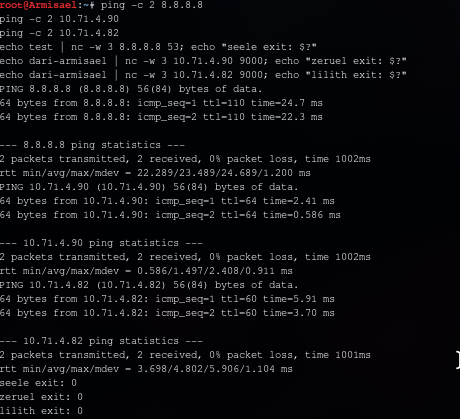 root@Armisael:~# ping -c 2 8.8.8.8
ping -c 2 10.71.4.90
ping -c 2 10.71.4.82
echo test | nc -w 3 8.8.8.8 53; echo "seele exit: $?"
echo dari-armisael | nc -w 3 10.71.4.90 9000; echo "zeruel exit: $?"
echo dari-armisael | nc -w 3 10.71.4.82 9000; echo "lilith exit: $?"
PING 8.8.8.8 (8.8.8.8) 56(84) bytes of data.
64 bytes from 8.8.8.8: icmp_seq=1 ttl=110 time=24.7 ms
64 bytes from 8.8.8.8: icmp_seq=2 ttl=110 time=22.3 ms
--- 8.8.8.8 ping statistics ---
2 packets transmitted, 2 received, 0% packet loss, time 1002ms
rtt min/avg/max/mdev = 22.289/23.489/24.689/1.200 ms
PING 10.71.4.90 (10.71.4.90) 56(84) bytes of data.
64 bytes from 10.71.4.90: icmp_seq=1 ttl=64 time=2.41 ms
64 bytes from 10.71.4.90: icmp_seq=2 ttl=64 time=0.586 ms
--- 10.71.4.90 ping statistics ---
2 packets transmitted, 2 received, 0% packet loss, time 1002ms
rtt min/avg/max/mdev = 0.586/1.497/2.408/0.911 ms
PING 10.71.4.82 (10.71.4.82) 56(84) bytes of data.
64 bytes from 10.71.4.82: icmp_seq=1 ttl=60 time=5.91 ms
64 bytes from 10.71.4.82: icmp_seq=2 ttl=60 time=3.70 ms
--- 10.71.4.82 ping statistics ---
2 packets transmitted, 2 received, 0% packet loss, time 1001ms
rtt min/avg/max/mdev = 3.698/4.802/5.906/1.104 ms
seele exit: 0
zeruel exit: 0
lilith exit: 0